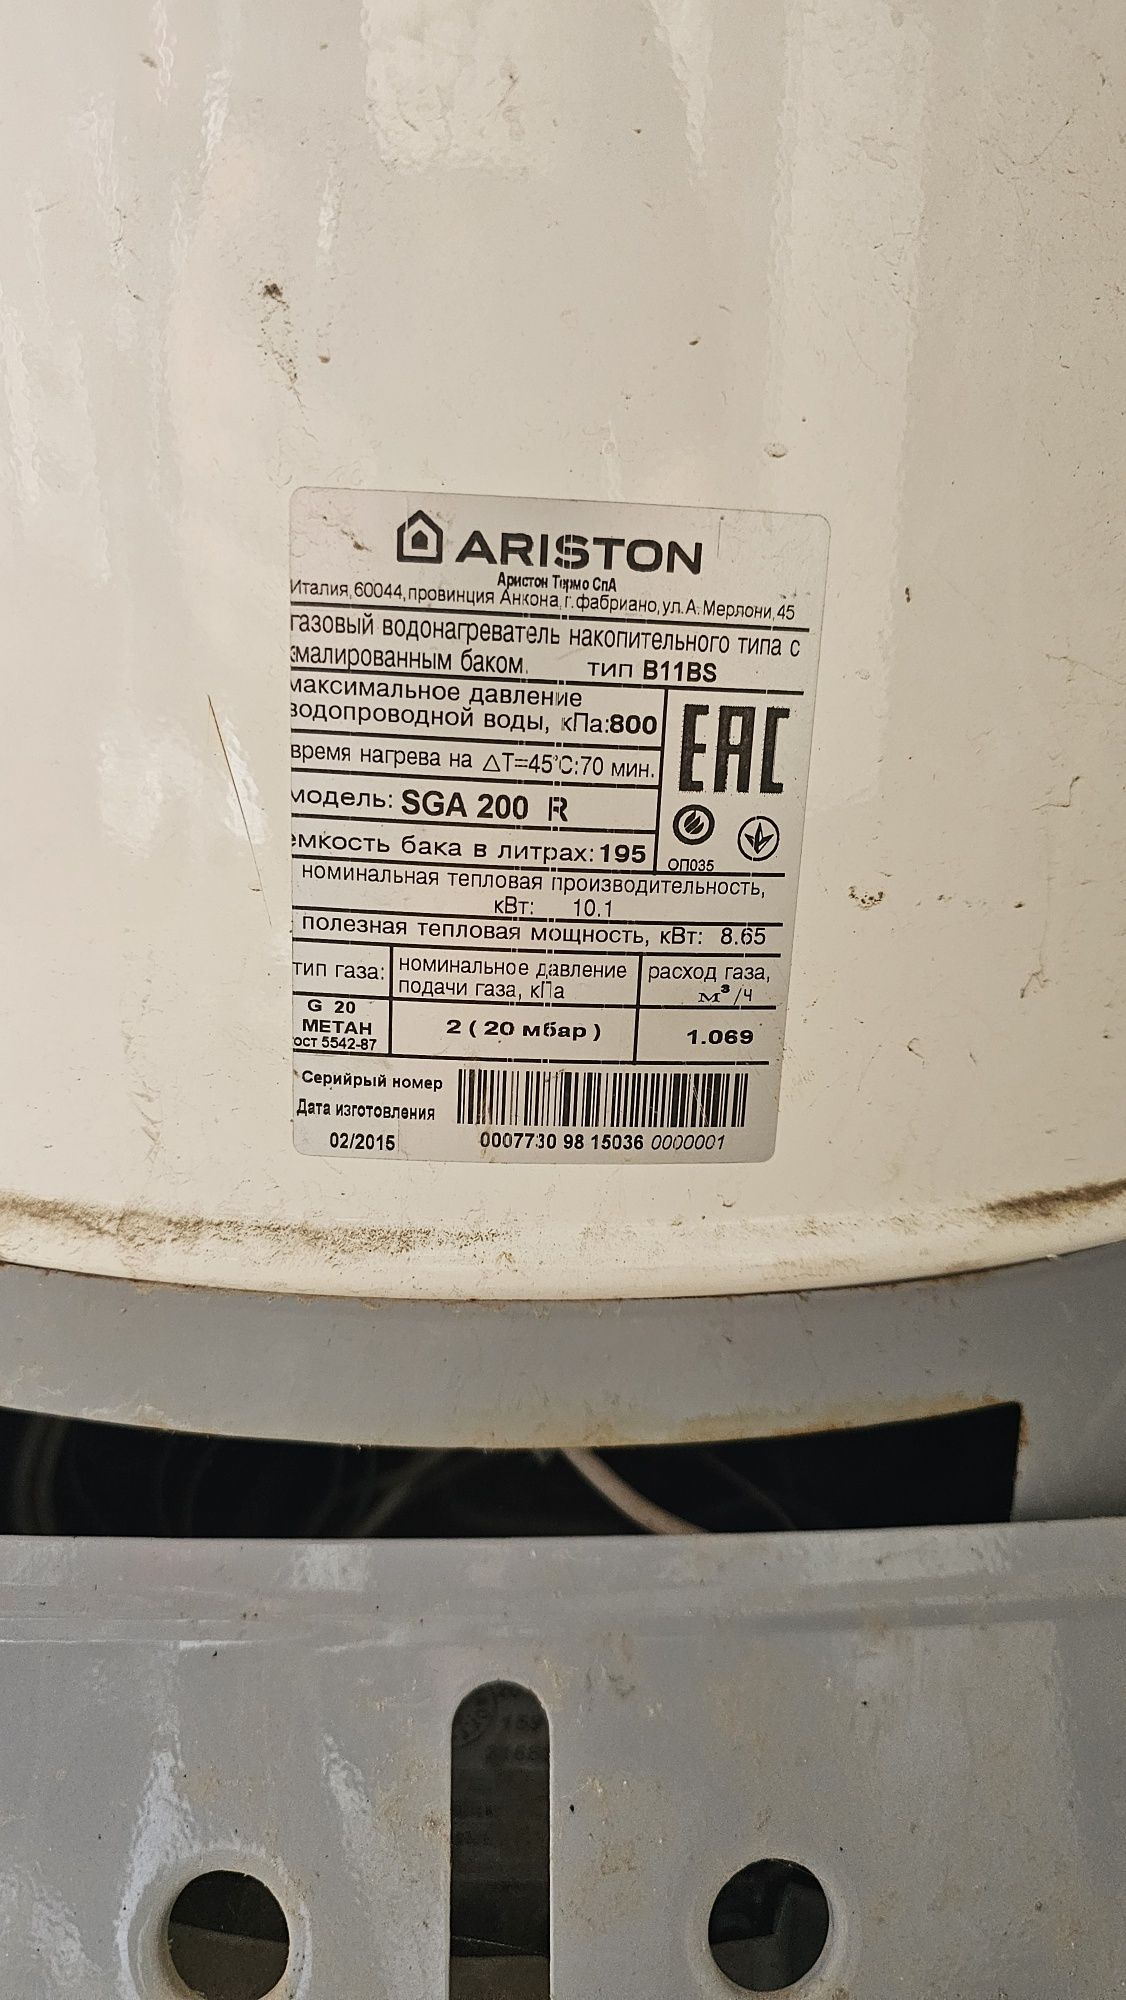 ARISTON
Аристон Термо СпА
Италия, 60044, провинция Анкона, г. фабриано, ул. А. Мерлони, 45
газовый водонагреватель накопительного типа с
эмалированным баком. тип B11BS
максимальное давление
водопроводной воды, кПа:800
время нагрева на △T=45°C:70 мин.
модель: SGA 200 R
емкость бака в литрах: 195
EAC
ОП035
номинальная тепловая производительность,
кВт: 10.1
полезная тепловая мощность, кВт: 8.65
тип газа:
номинальное давление
подачи газа, кПа
расход газа,
м³/ч
G 20
МЕТАН
ост 5542-87
2 ( 20 мбар )
1.069
Серийрый номер
Дата изготовления
02/2015
0007730 98 15036 0000001